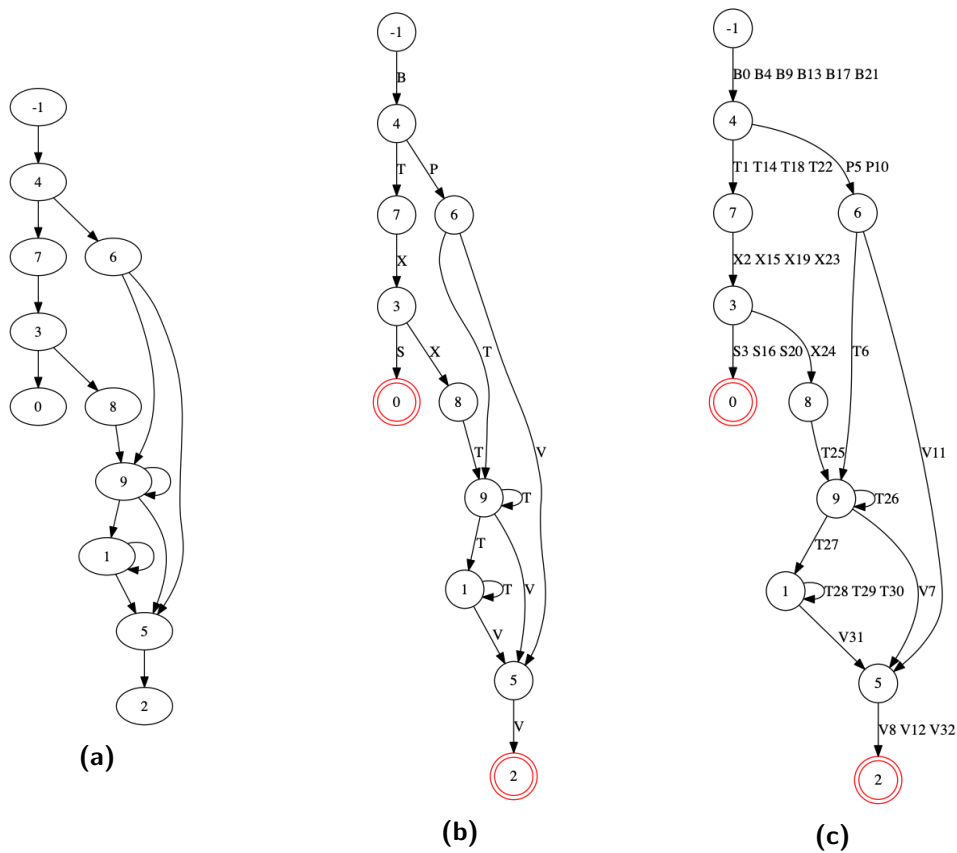 -1
4
7
6
3
0
8
9
1
5
2
(a)
-1
B
4
T
P
7
6
X
3
S
X
T
V
0
8
T
9
T
T
V
1
T
V
5
V
2
(b)
-1
B0 B4 B9 B13 B17 B21
4
T1 T14 T18 T22
P5 P10
7
6
X2 X15 X19 X23
3
S3 S16 S20
X24
T6
0
8
T25
V11
9
T26
T27
1
T28 T29 T30
V7
V31
5
V8 V12 V32
2
(c)